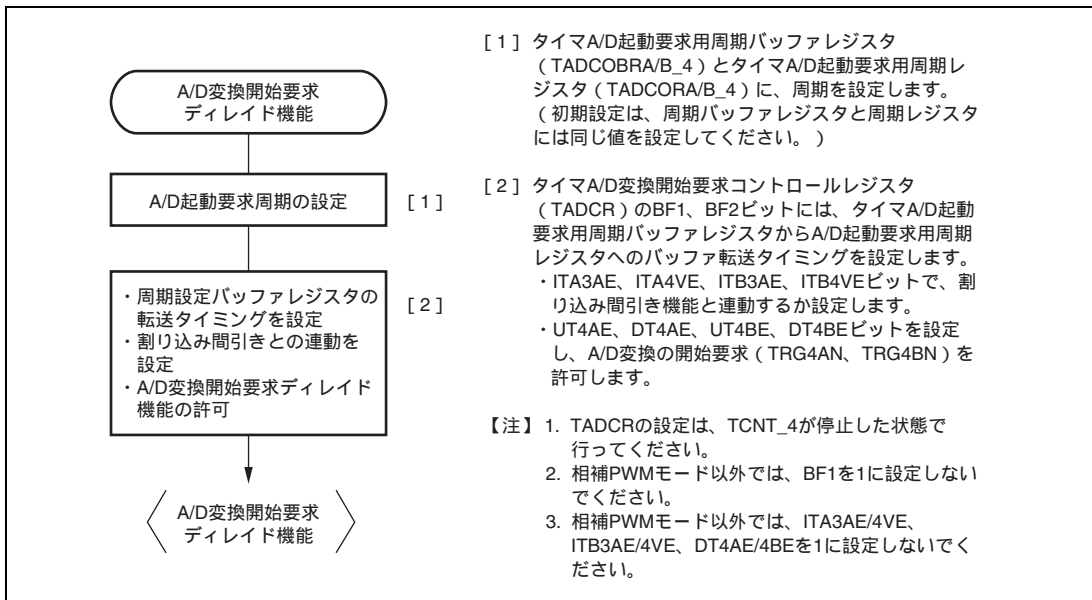 A/D変換開始要求
ディレイド機能
A/D起動要求周期の設定
[ 1 ]
・周期設定バッファレジスタの
転送タイミングを設定
・割り込み間引きとの連動を
設定
・A/D変換開始要求ディレイド
機能の許可
[ 2 ]
A/D変換開始要求
ディレイド機能
[ 1 ] タイマA/D起動要求用周期バッファレジスタ
（TADCOBRA/B_4）とタイマA/D起動要求用周期レ
ジスタ（TADCORA/B_4）に、周期を設定します。
（初期設定は、周期バッファレジスタと周期レジスタ
には同じ値を設定してください。）
[ 2 ] タイマA/D変換開始要求コントロールレジスタ
（TADCR）のBF1、BF2ビットには、タイマA/D起動
要求用周期バッファレジスタからA/D起動要求用周期
レジスタへのバッファ転送タイミングを設定します。
・ITA3AE、ITA4VE、ITB3AE、ITB4VEビットで、割
り込み間引き機能と連動するか設定します。
・UT4AE、DT4AE、UT4BE、DT4BEビットを設定
し、A/D変換の開始要求（TRG4AN、TRG4BN）を
許可します。
【注】 1. TADCRの設定は、TCNT_4が停止した状態で
行ってください。
2. 相補PWMモード以外では、BF1を1に設定しない
でください。
3. 相補PWMモード以外では、ITA3AE/4VE、
ITB3AE/4VE、DT4AE/4BEを1に設定しないでく
ださい。